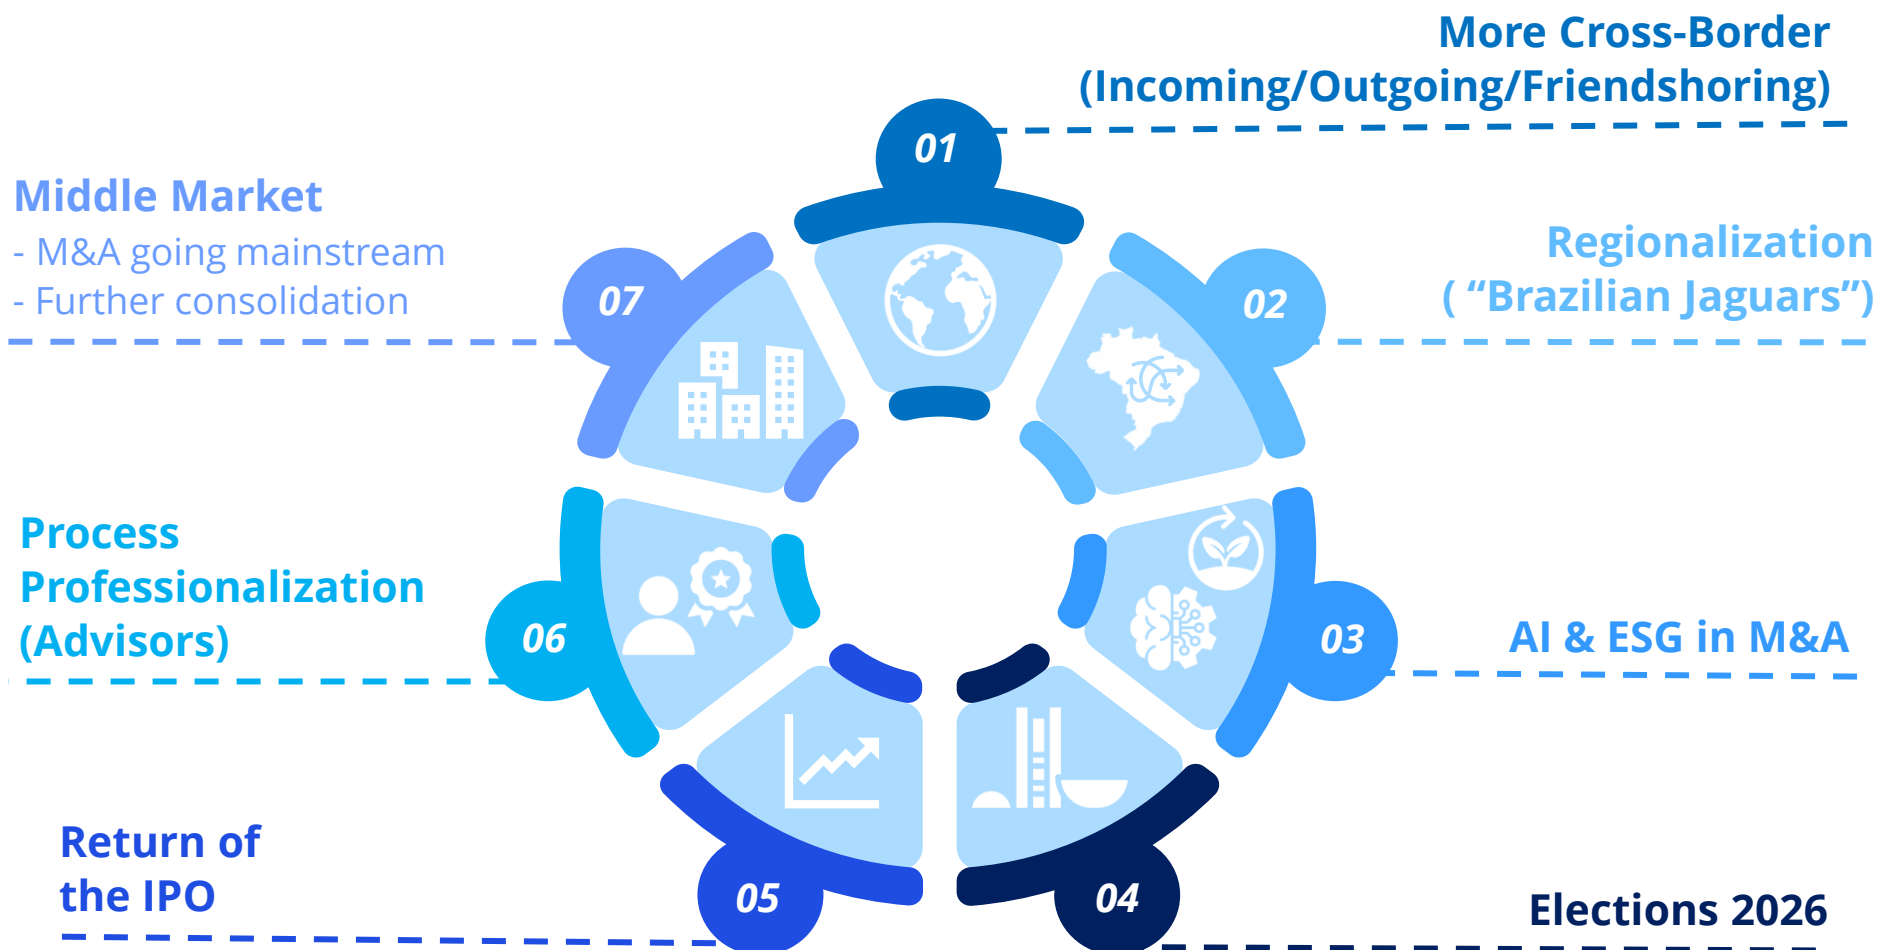 01
More Cross-Border
(Incoming/Outgoing/Friendshoring)
02
Regionalization
( “Brazilian Jaguars”)
03
AI & ESG in M&A
04
Elections 2026
05
Return of
the IPO
06
Process
Professionalization
(Advisors)
07
Middle Market
- M&A going mainstream
- Further consolidation